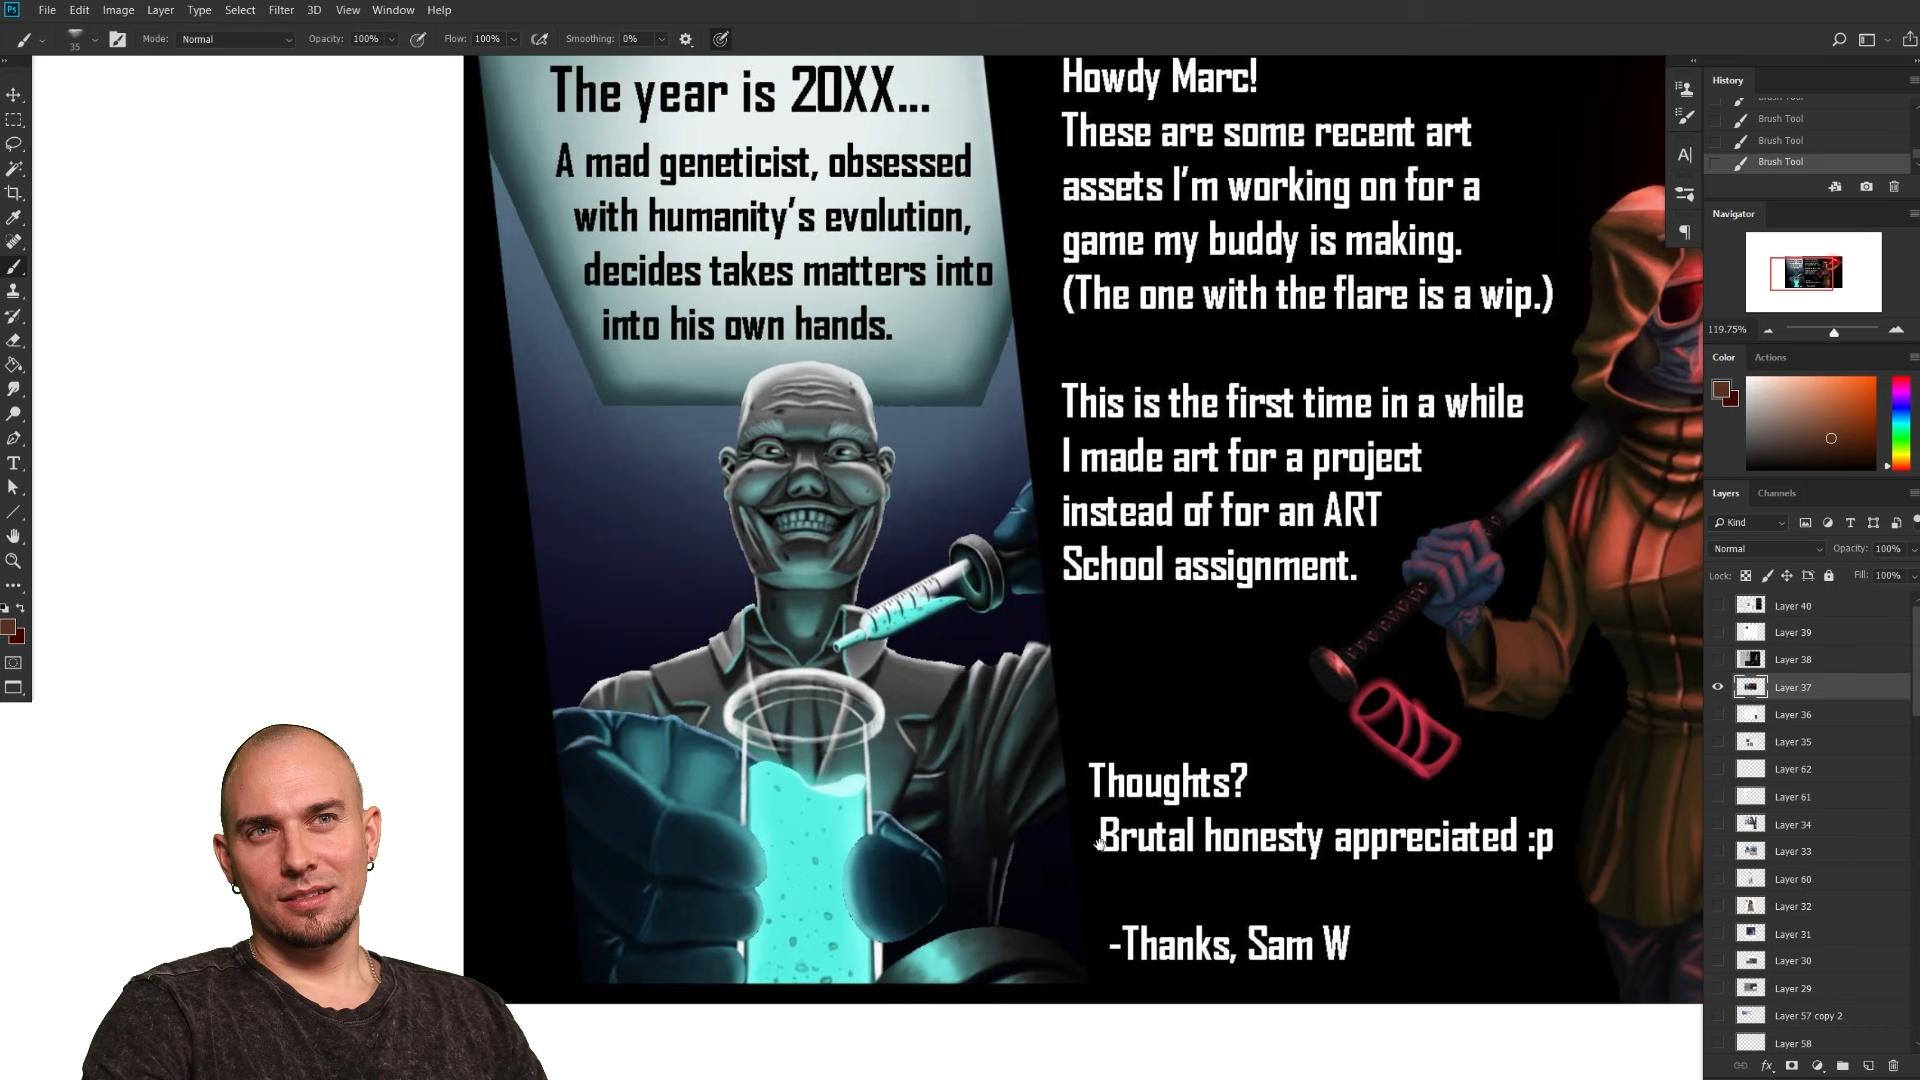 Ps File Edit Image Layer Type Select Filter 3D View Window Help
35 Mode: Normal Opacity: 100% Flow: 100% Smoothing: 0%
The year is 20XX...
A mad geneticist, obsessed
with humanity's evolution,
decides takes matters into
into his own hands.
Howdy Marc!
These are some recent art
assets I'm working on for a
game my buddy is making.
(The one with the flare is a wip.)
This is the first time in a while
I made art for a project
instead of for an ART
School assignment.
Thoughts?
Brutal honesty appreciated :p
-Thanks, Sam W
History
Brush Tool
Brush Tool
Brush Tool
Brush Tool
Navigator
119.75%
Color Actions
Layers Channels
Kind
Normal Opacity: 100%
Lock: Fill: 100%
Layer 40
Layer 39
Layer 38
Layer 37
Layer 36
Layer 35
Layer 62
Layer 61
Layer 34
Layer 33
Layer 60
Layer 32
Layer 31
Layer 30
Layer 29
Layer 57 copy 2
Layer 58
fx